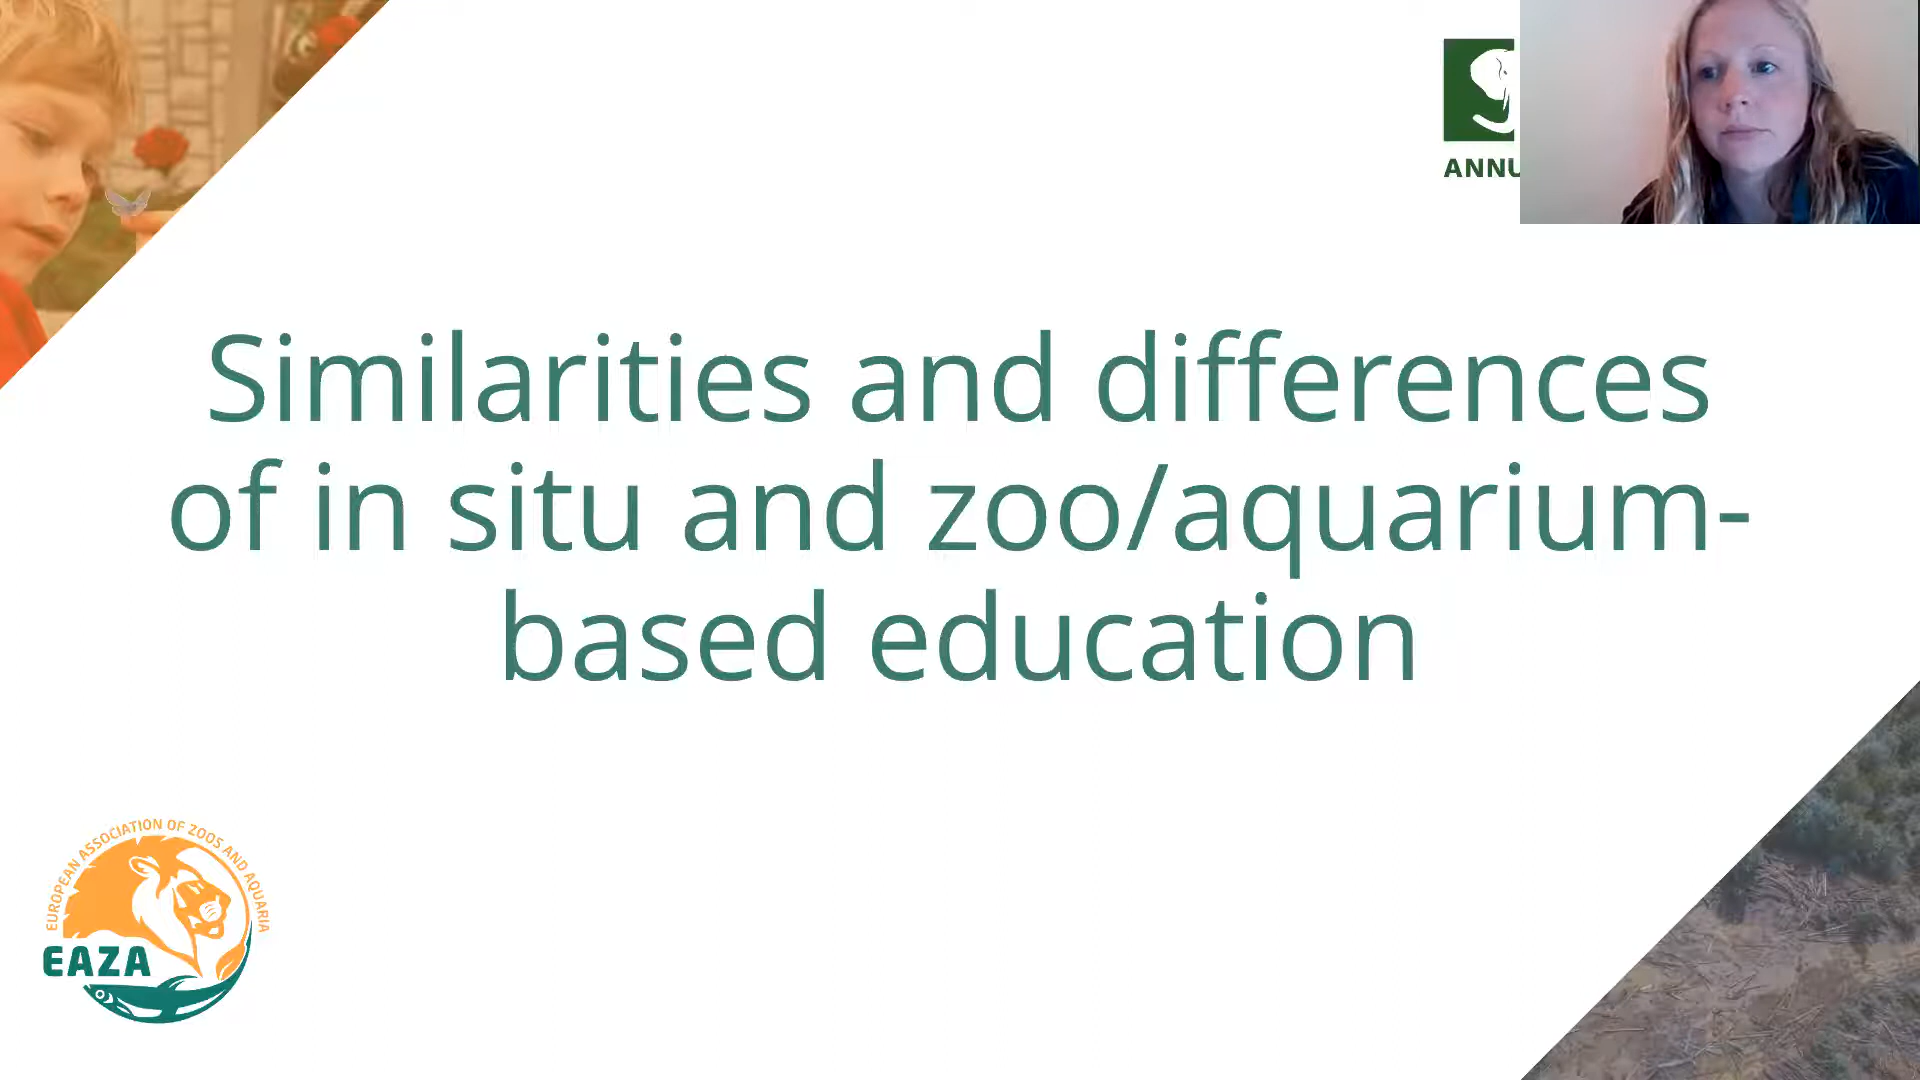 ANNU
Similarities and differences
of in situ and zoo/aquarium-
based education
EUROPEAN ASSOCIATION OF ZOOS AND AQUARIA
EAZA